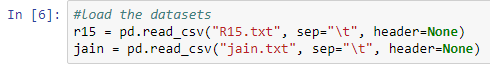 In [6]: #load the datasets
r15 = pd.read_csv("R15.txt", sep="\t", header=None)
jain = pd.read_csv("jain.txt", sep="\t", header=None)